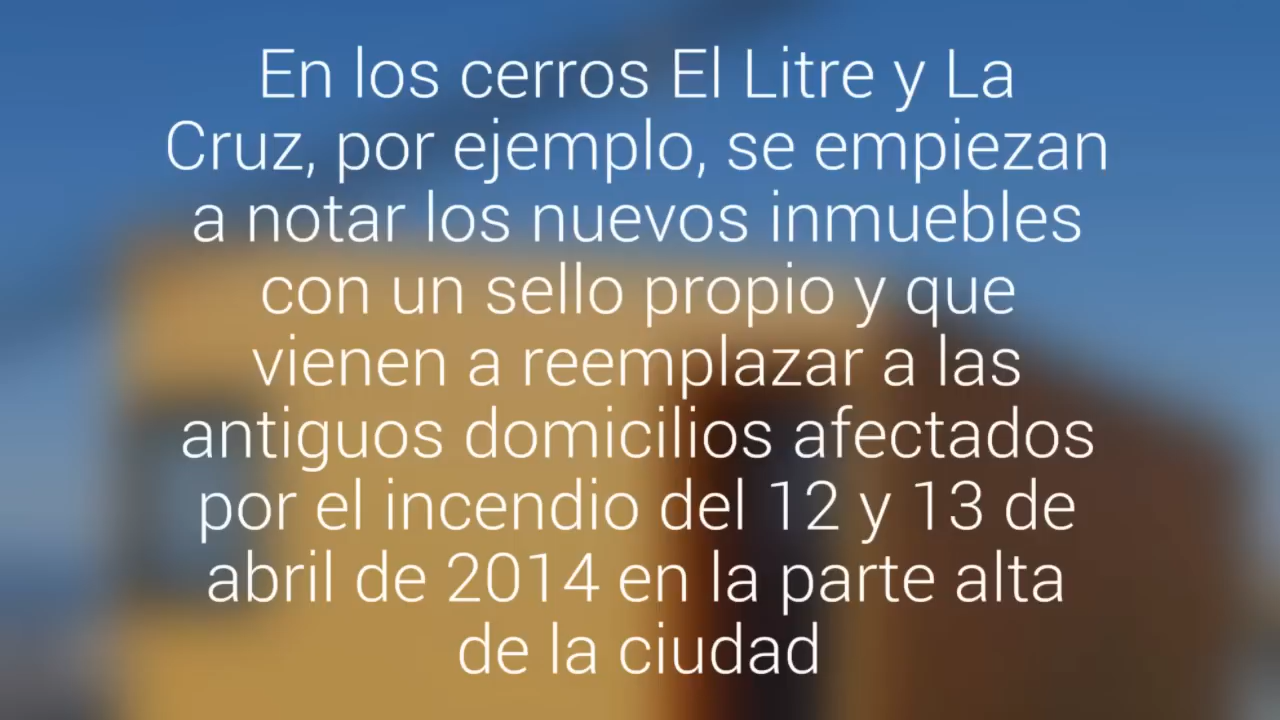 En los cerros El Litre y La
Cruz, por ejemplo, se empiezan
a notar los nuevos inmuebles
con un sello propio y que
vienen a reemplazar a las
antiguos domicilios afectados
por el incendio del 12 y 13 de
abril de 2014 en la parte alta
de la ciudad